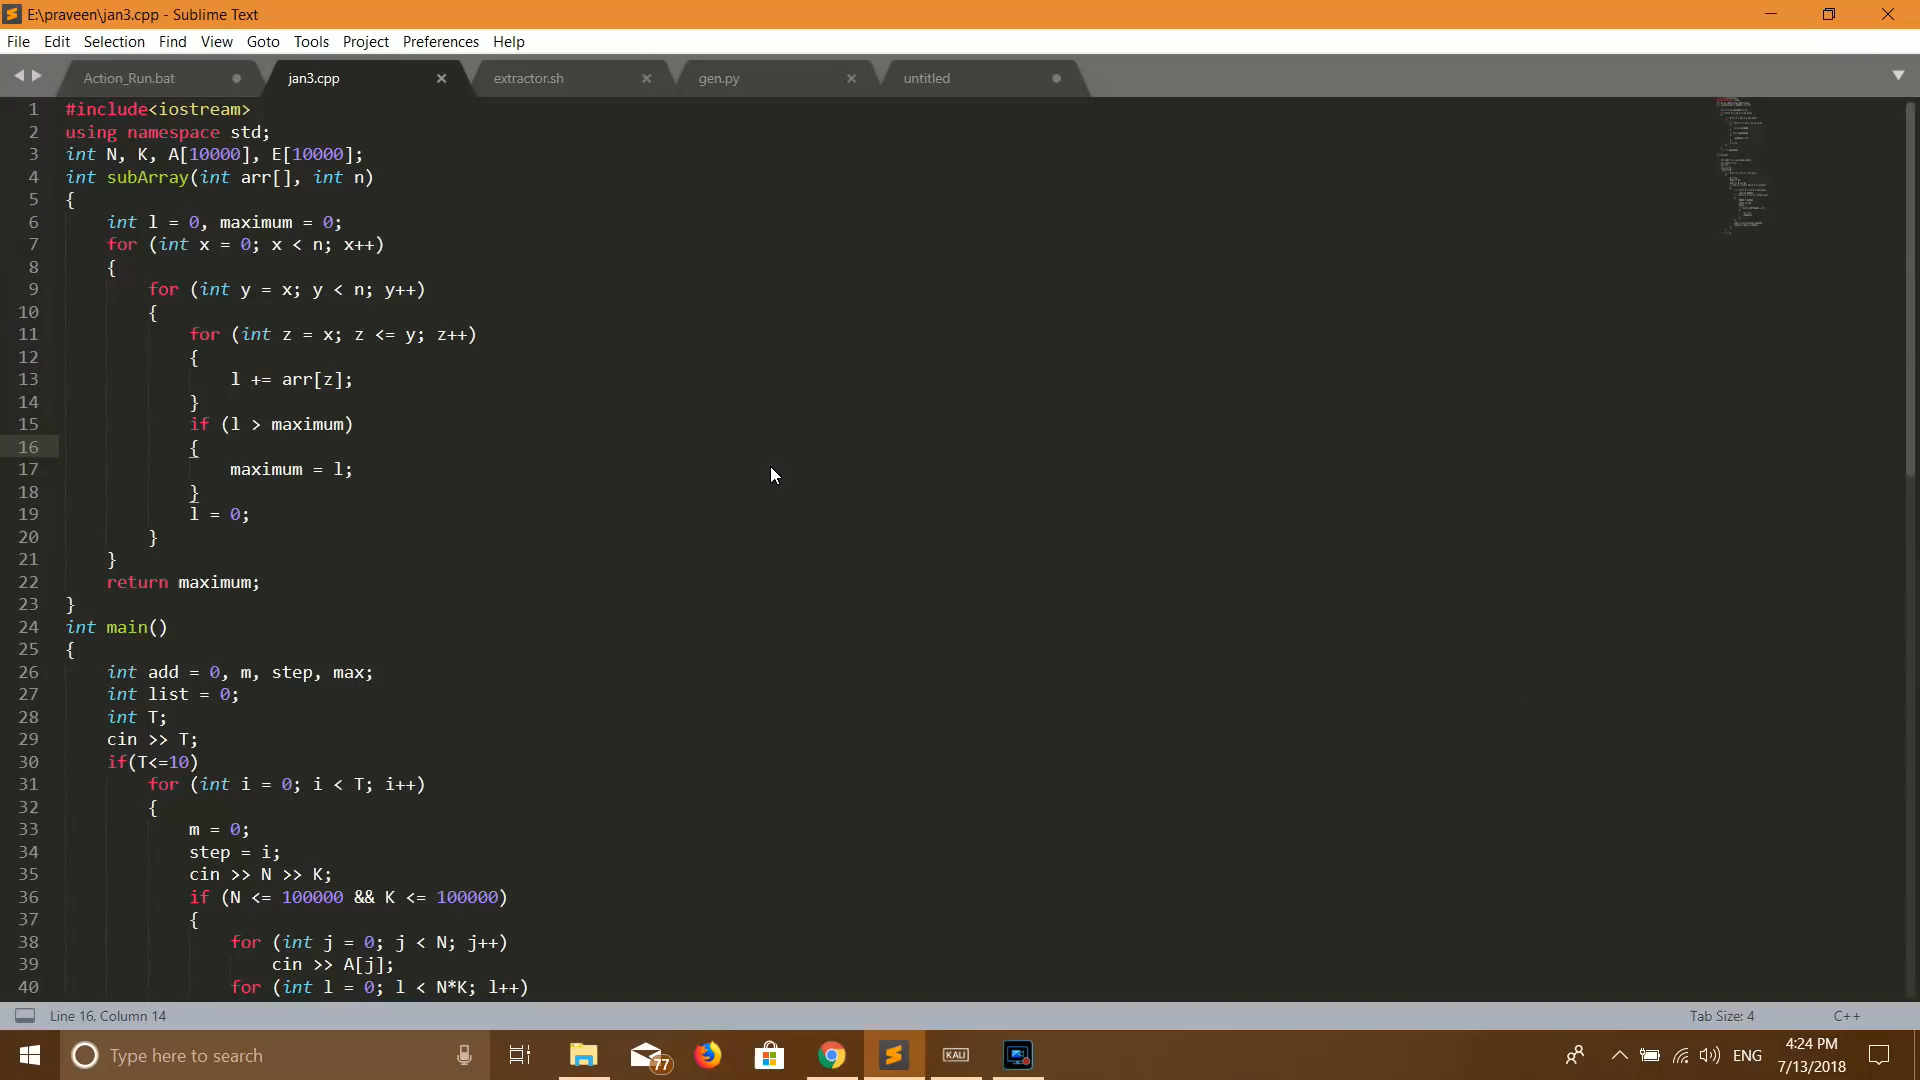 E:\praveen\jan3.cpp - Sublime Text
File Edit Selection Find View Goto Tools Project Preferences Help
Action_Run.bat jan3.cpp extractor.sh gen.py untitled
1 #include<iostream>
2 using namespace std;
3 int N, K, A[10000], E[10000];
4 int subArray(int arr[], int n)
5 {
6 int l = 0, maximum = 0;
7 for (int x = 0; x < n; x++)
8 {
9 for (int y = x; y < n; y++)
10 {
11 for (int z = x; z <= y; z++)
12 {
13 l += arr[z];
14 }
15 if (l > maximum)
16 {
17 maximum = l;
18 }
19 l = 0;
20 }
21 }
22 return maximum;
23 }
24 int main()
25 {
26 int add = 0, m, step, max;
27 int list = 0;
28 int T;
29 cin >> T;
30 if(T<=10)
31 for (int i = 0; i < T; i++)
32 {
33 m = 0;
34 step = i;
35 cin >> N >> K;
36 if (N <= 100000 && K <= 100000)
37 {
38 for (int j = 0; j < N; j++)
39 cin >> A[j];
40 for (int l = 0; l < N*K; l++)
Line 16, Column 14 Tab Size: 4 C++
Type here to search 77 KALI ENG 4:24 PM
7/13/2018